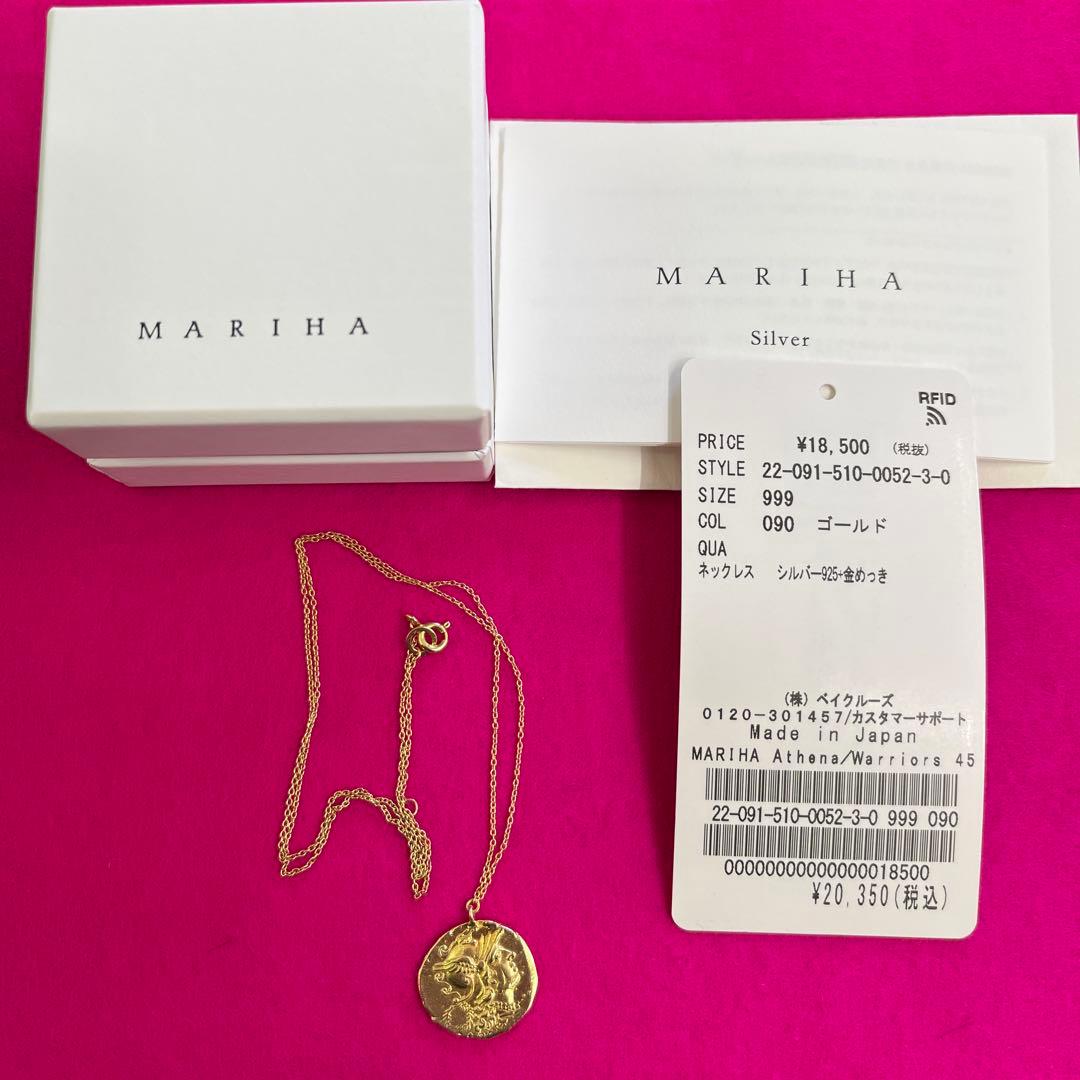 MARIHA
MARIHA
Silver
RFID
PRICE ¥18,500 (税抜)
STYLE 22-091-510-0052-3-0
SIZE 999
COL 090 ゴールド
QUA
ネックレス シルバー925+金めっき
(株) ベイクルーズ
0120-301457/カスタマーサポート
Made in Japan
MARIHA Athena/Warriors 45
22-091-510-0052-3-0 999 090
00000000000000018500
¥20,350(税込)